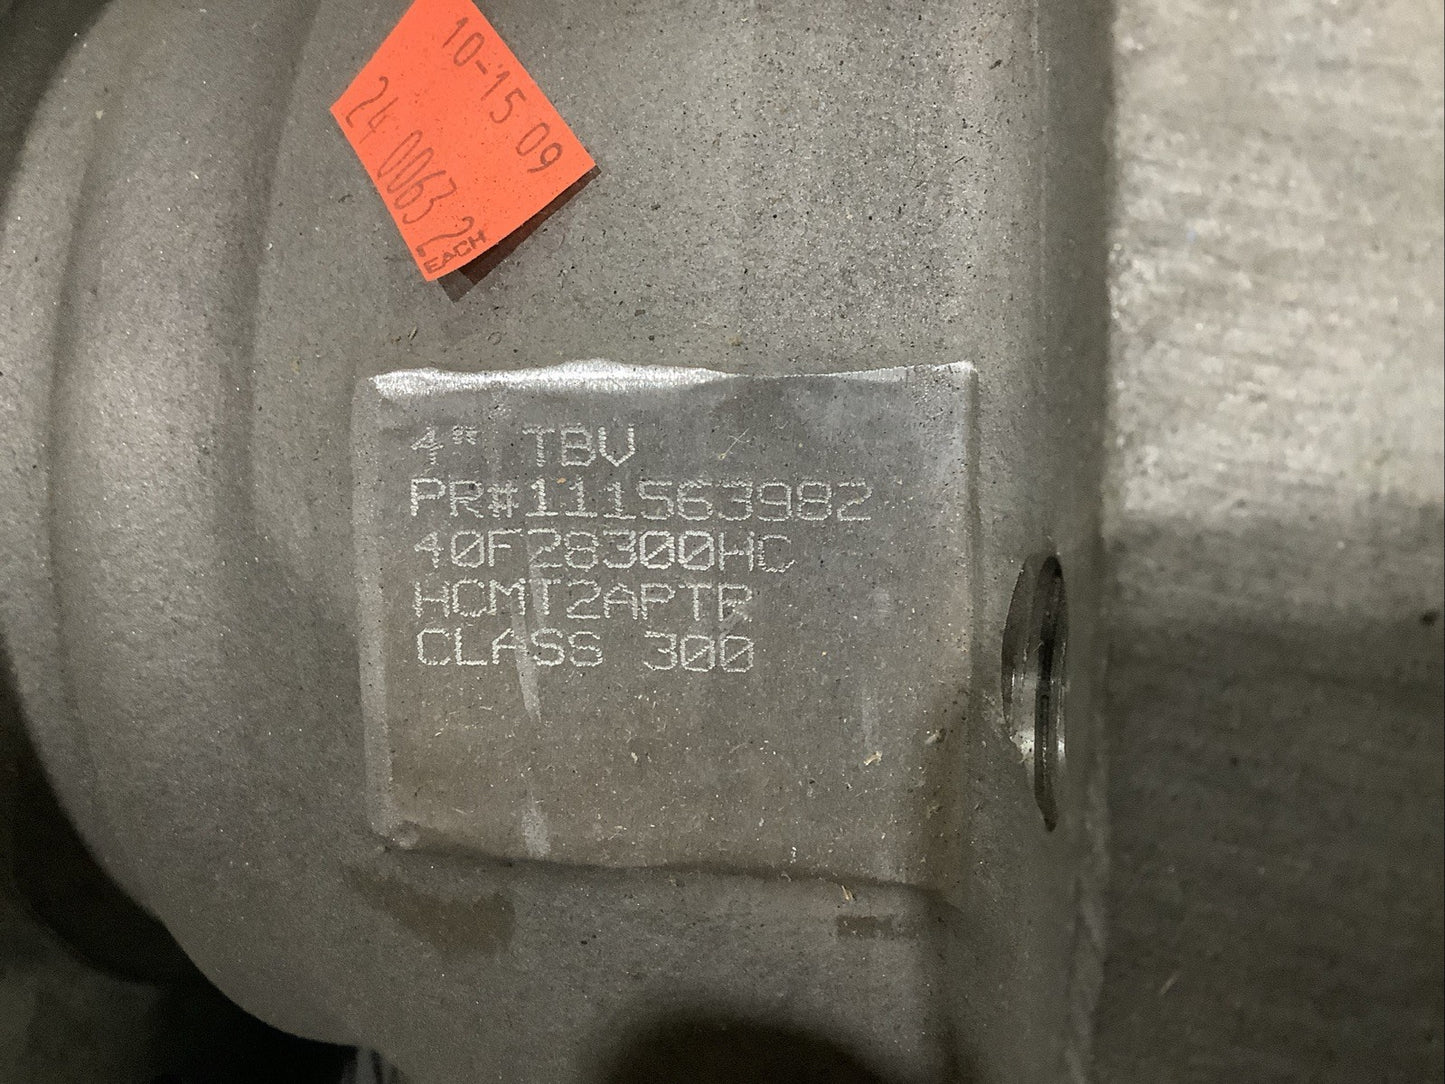 10-15 09
24 0063
.2
EACH
4" TBV
PR#111563982
40F28300HC
HCMT2APTR
CLASS 300